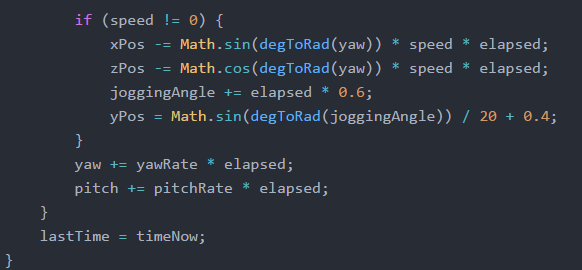 if (speed != 0) {
xPos -= Math.sin(degToRad(yaw)) * speed * elapsed;
zPos -= Math.cos(degToRad(yaw)) * speed * elapsed;
joggingAngle += elapsed * 0.6;
yPos = Math.sin(degToRad(joggingAngle)) / 20 + 0.4;
}
yaw += yawRate * elapsed;
pitch += pitchRate * elapsed;
}
lastTime = timeNow;
}